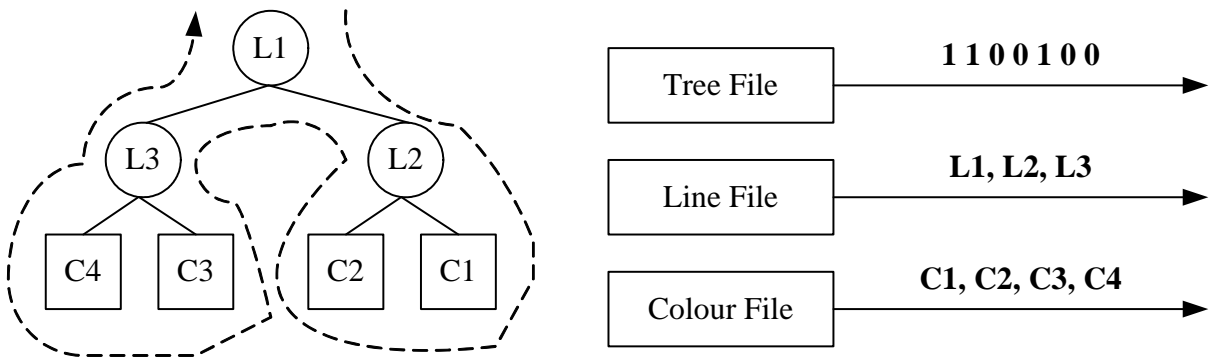 L1
L3
L2
C4
C3
C2
C1
Tree File
1 1 0 0 1 0 0
Line File
L1, L2, L3
Colour File
C1, C2, C3, C4